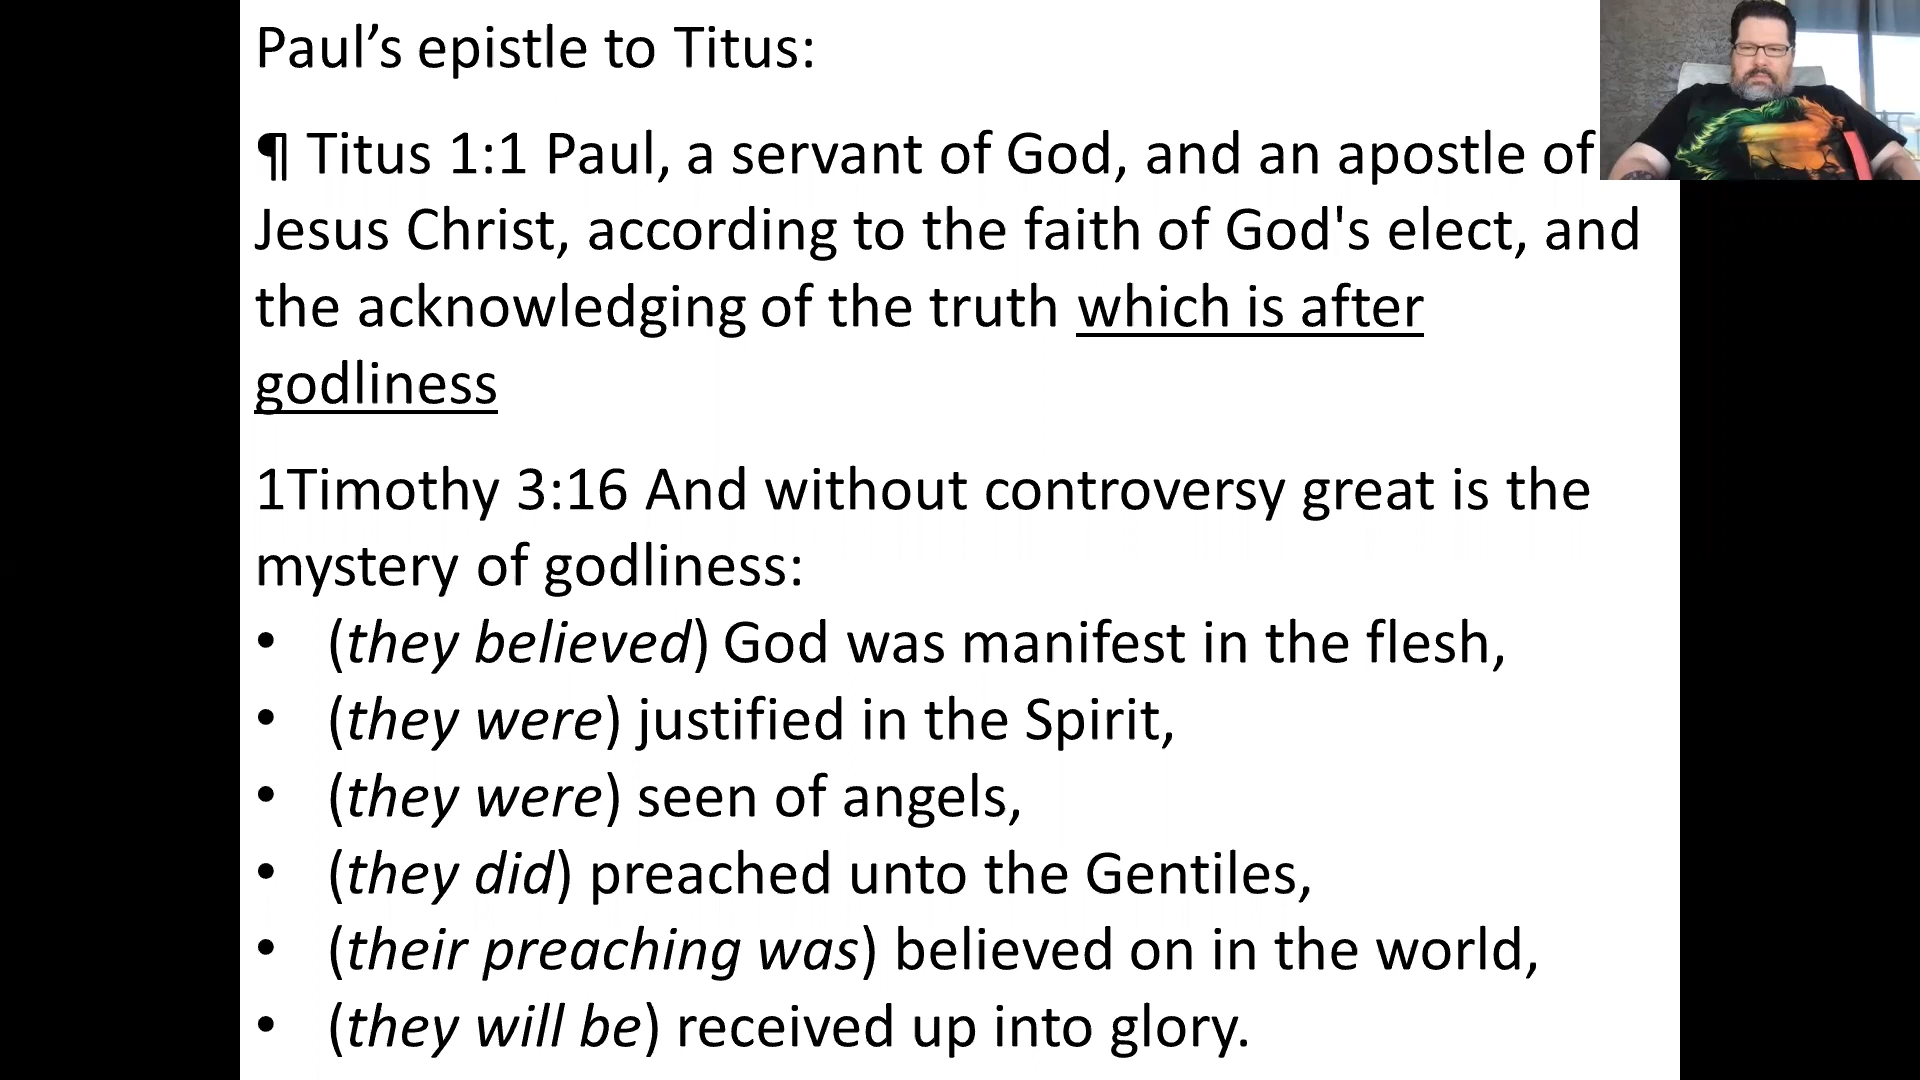 Paul’s epistle to Titus:
¶ Titus 1:1 Paul, a servant of God, and an apostle of
Jesus Christ, according to the faith of God's elect, and
the acknowledging of the truth which is after
godliness
1Timothy 3:16 And without controversy great is the
mystery of godliness:
• (they believed) God was manifest in the flesh,
• (they were) justified in the Spirit,
• (they were) seen of angels,
• (they did) preached unto the Gentiles,
• (their preaching was) believed on in the world,
• (they will be) received up into glory.